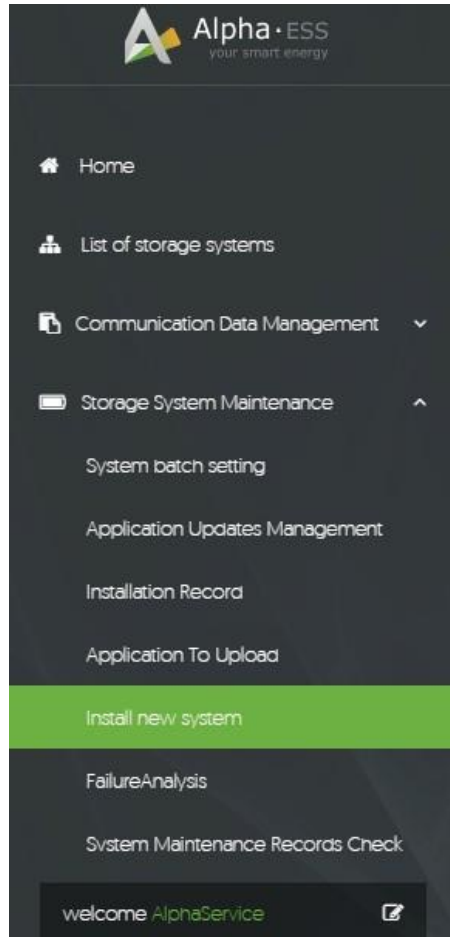 Alpha·ESS
your smart energy
Home
List of storage systems
Communication Data Management
Storage System Maintenance
System batch setting
Application Updates Management
Installation Record
Application To Upload
Install new system
FailureAnalysis
System Maintenance Records Check
welcome AlphaService